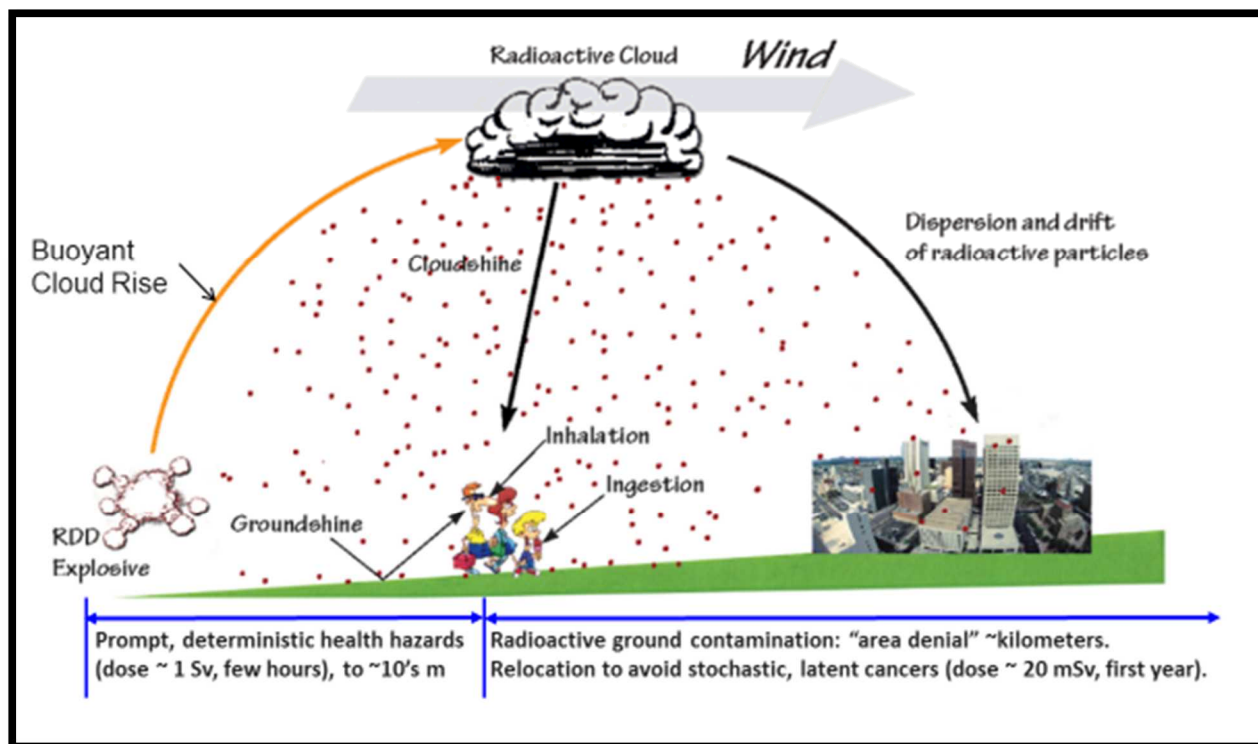 Radioactive Cloud
Wind
Buoyant
Cloud Rise
Cloudshine
Dispersion and drift
of radioactive particles
Inhalation
Ingestion
Groundshine
RDD
Explosive
Prompt, deterministic health hazards
(dose ~ 1 Sv, few hours), to ~10's m
Radioactive ground contamination: “area denial” ~kilometers.
Relocation to avoid stochastic, latent cancers (dose ~ 20 mSv, first year).